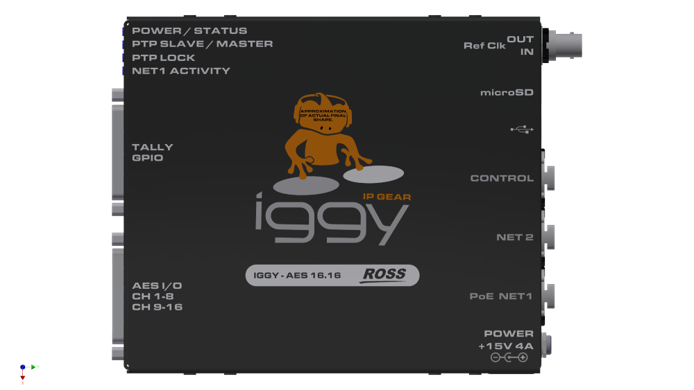 POWER / STATUS
PTP SLAVE / MASTER
PTP LOCK
NET1 ACTIVITY
TALLY
GPIO
AES I/O
CH 1-8
CH 9-16
APPROXIMATION
OF ACTUAL FINAL
SHAPE.
IP GEAR
iggy
IGGY - AES 16.16 ROSS
OUT
Ref Clk
IN
microSD
CONTROL
NET 2
PoE NET1
POWER
+15V 4A